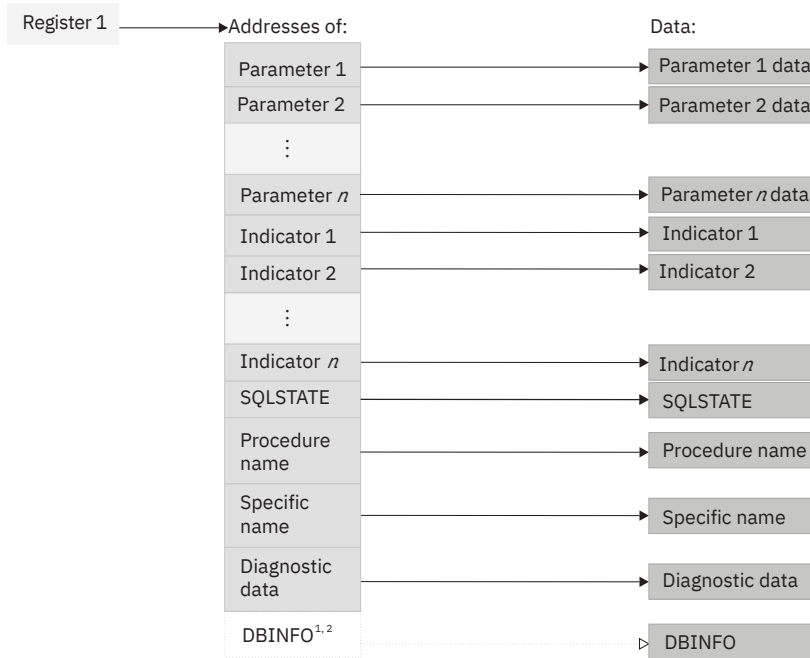 Register 1 Addresses of: Data:
Parameter 1 Parameter 1 data
Parameter 2 Parameter 2 data
⋮
Parameter n Parameter n data
Indicator 1 Indicator 1
Indicator 2 Indicator 2
⋮
Indicator n Indicator n
SQLSTATE SQLSTATE
Procedure name Procedure name
Specific name Specific name
Diagnostic data Diagnostic data
DBINFO1, 2 DBINFO